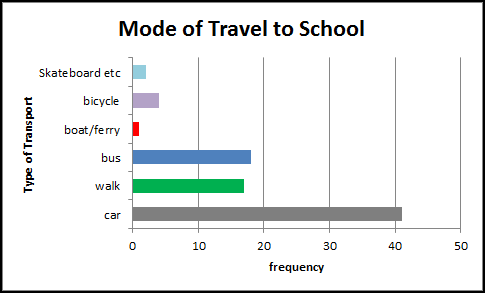 Mode of Travel to School
Type of Transport
Skateboard etc
bicycle
boat/ferry
bus
walk
car
0 10 20 30 40 50
frequency